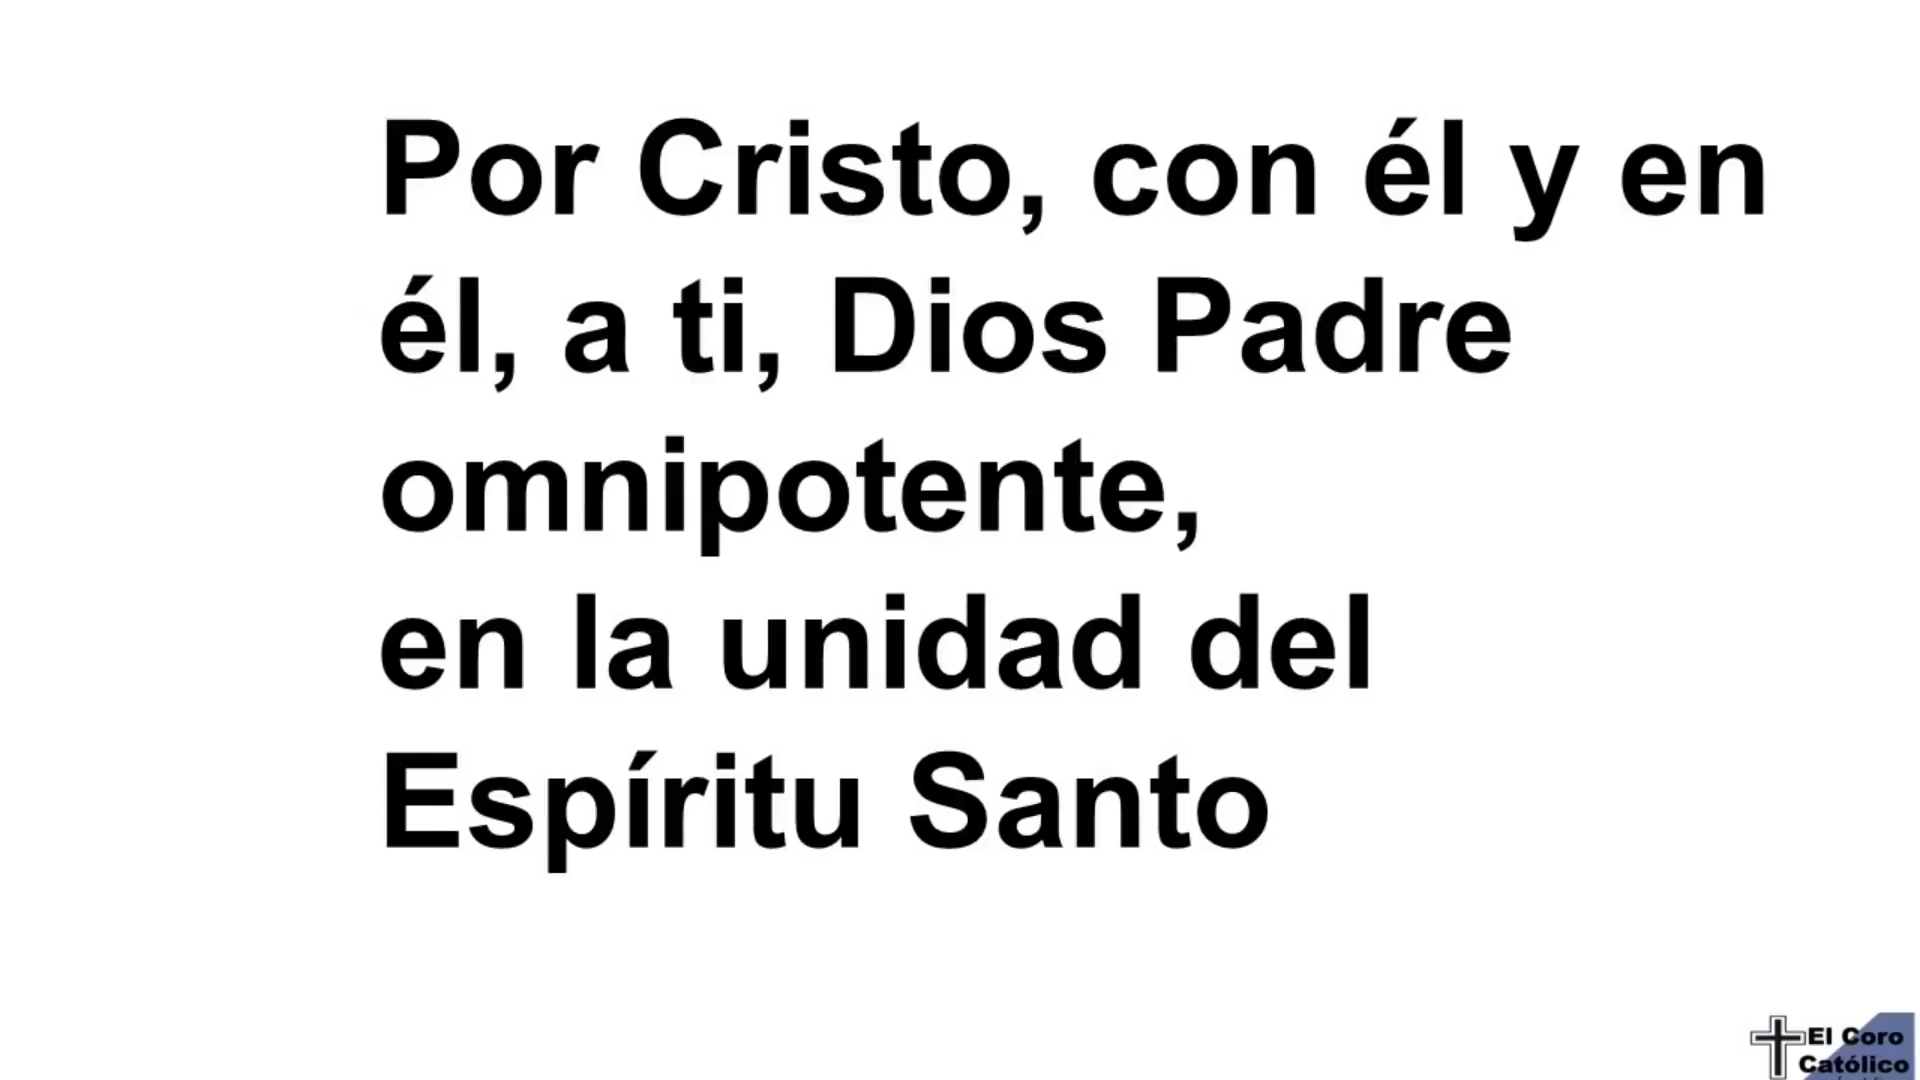 Por Cristo, con él y en
él, a ti, Dios Padre
omnipotente,
en la unidad del
Espíritu Santo
El Coro
Católico